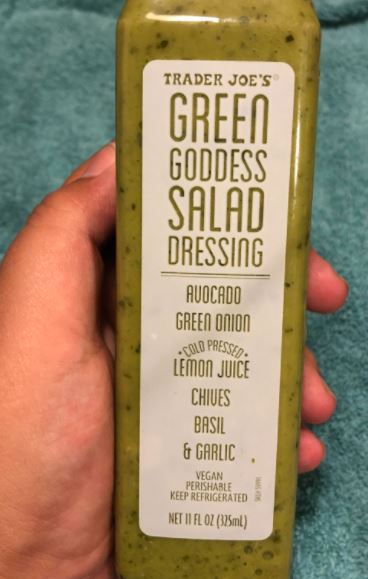 TRADER JOE'S®
GREEN
GODDESS
SALAD
DRESSING
AVOCADO
GREEN ONION
•COLD PRESSED•
LEMON JUICE
CHIVES
BASIL
& GARLIC
VEGAN
PERISHABLE
KEEP REFRIGERATED
NET 11 FL OZ (325mL)